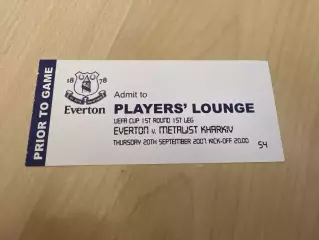 PRIOR TO GAME
18 78
Everton
Admit to
PLAYERS' LOUNGE
UEFA CUP 1ST ROUND 1ST LEG
EVERTON v. METALIST KHARKIV
THURSDAY 20TH SEPTEMBER 2007, KICK-OFF 20.00
54